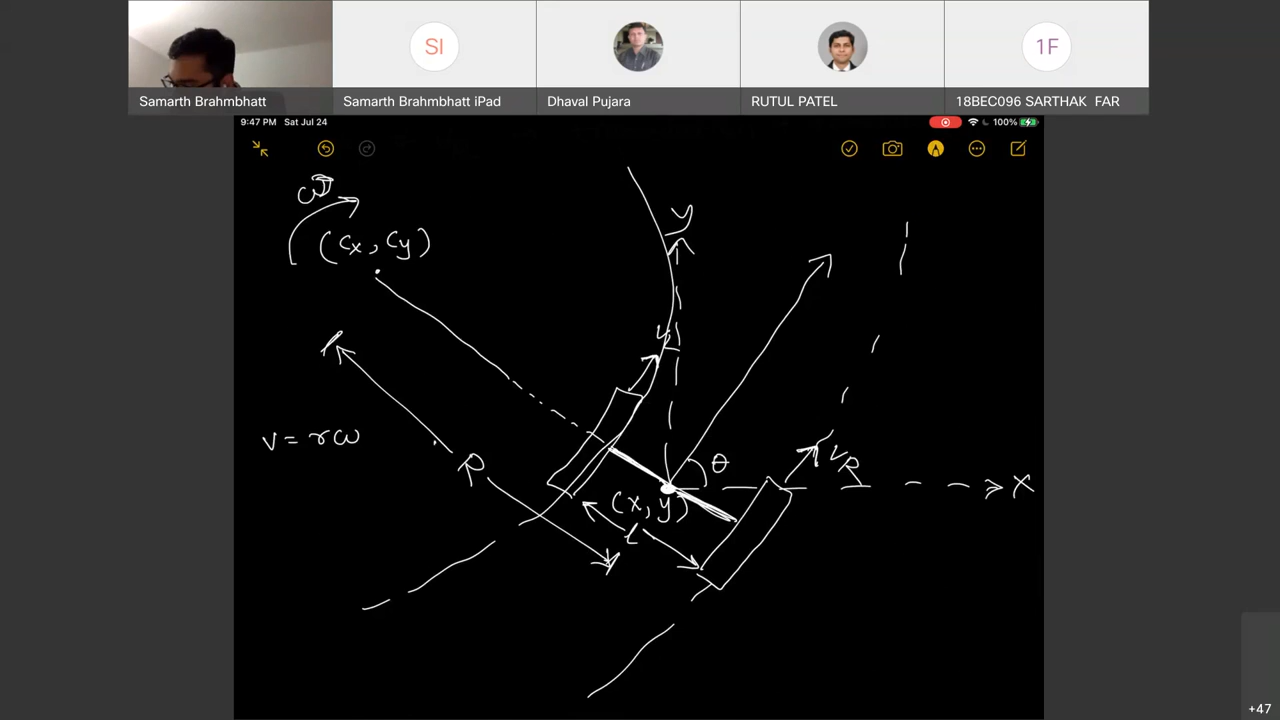 SI
1F
Samarth Brahmbhatt
Samarth Brahmbhatt iPad
Dhaval Pujara
RUTUL PATEL
18BEC096 SARTHAK FAR
9:47 PM Sat Jul 24
100%
ω
(Cx, Cy)
y
V = rω
R
θ
VR
X
(x, y)
l
+47